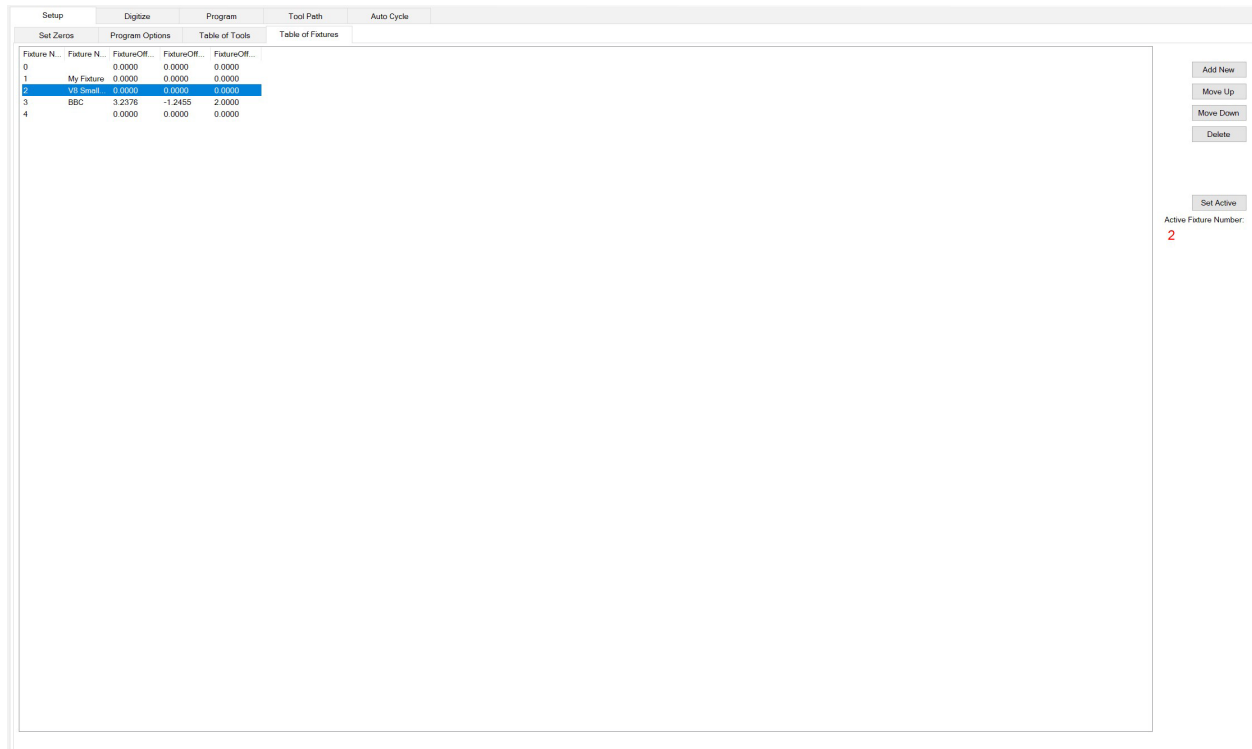 Setup Digitize Program Tool Path Auto Cycle
Set Zeros Program Options Table of Tools Table of Fixtures
Fixture N... Fixture N... FixtureOff... FixtureOff... FixtureOff...
0 0.0000 0.0000 0.0000
1 My Fixture 0.0000 0.0000 0.0000
2 V8 Small... 0.0000 0.0000 0.0000
3 BBC 3.2376 -1.2455 2.0000
4 0.0000 0.0000 0.0000
Add New
Move Up
Move Down
Delete
Set Active
Active Fixture Number:
2